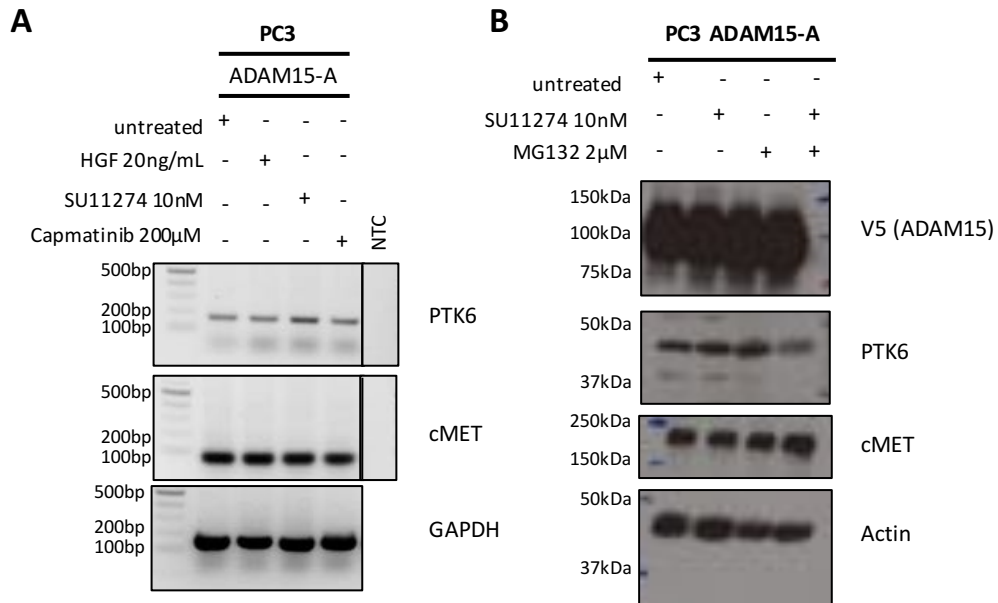 A
PC3
ADAM15-A
untreated + - - -
HGF 20ng/mL - + - -
SU11274 10nM - - + -
Capmatinib 200µM - - - +
NTC
500bp
200bp
100bp
PTK6
500bp
200bp
100bp
cMET
500bp
200bp
100bp
GAPDH
B
PC3 ADAM15-A
untreated + - - -
SU11274 10nM - + - +
MG132 2µM - - + +
150kDa
100kDa
75kDa
V5 (ADAM15)
50kDa
37kDa
PTK6
250kDa
150kDa
cMET
50kDa
37kDa
Actin